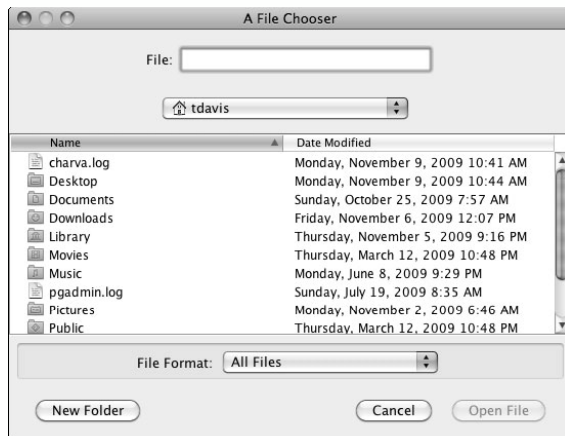 A File Chooser
File:
tdavis
Name Date Modified
charva.log Monday, November 9, 2009 10:41 AM
Desktop Monday, November 9, 2009 10:44 AM
Documents Sunday, October 25, 2009 7:57 AM
Downloads Friday, November 6, 2009 12:07 PM
Library Thursday, November 5, 2009 9:16 PM
Movies Thursday, March 12, 2009 10:48 PM
Music Monday, June 8, 2009 9:29 PM
pgadmin.log Sunday, July 19, 2009 8:35 AM
Pictures Monday, November 2, 2009 6:46 AM
Public Thursday, March 12, 2009 10:48 PM
File Format: All Files
New Folder Cancel Open File